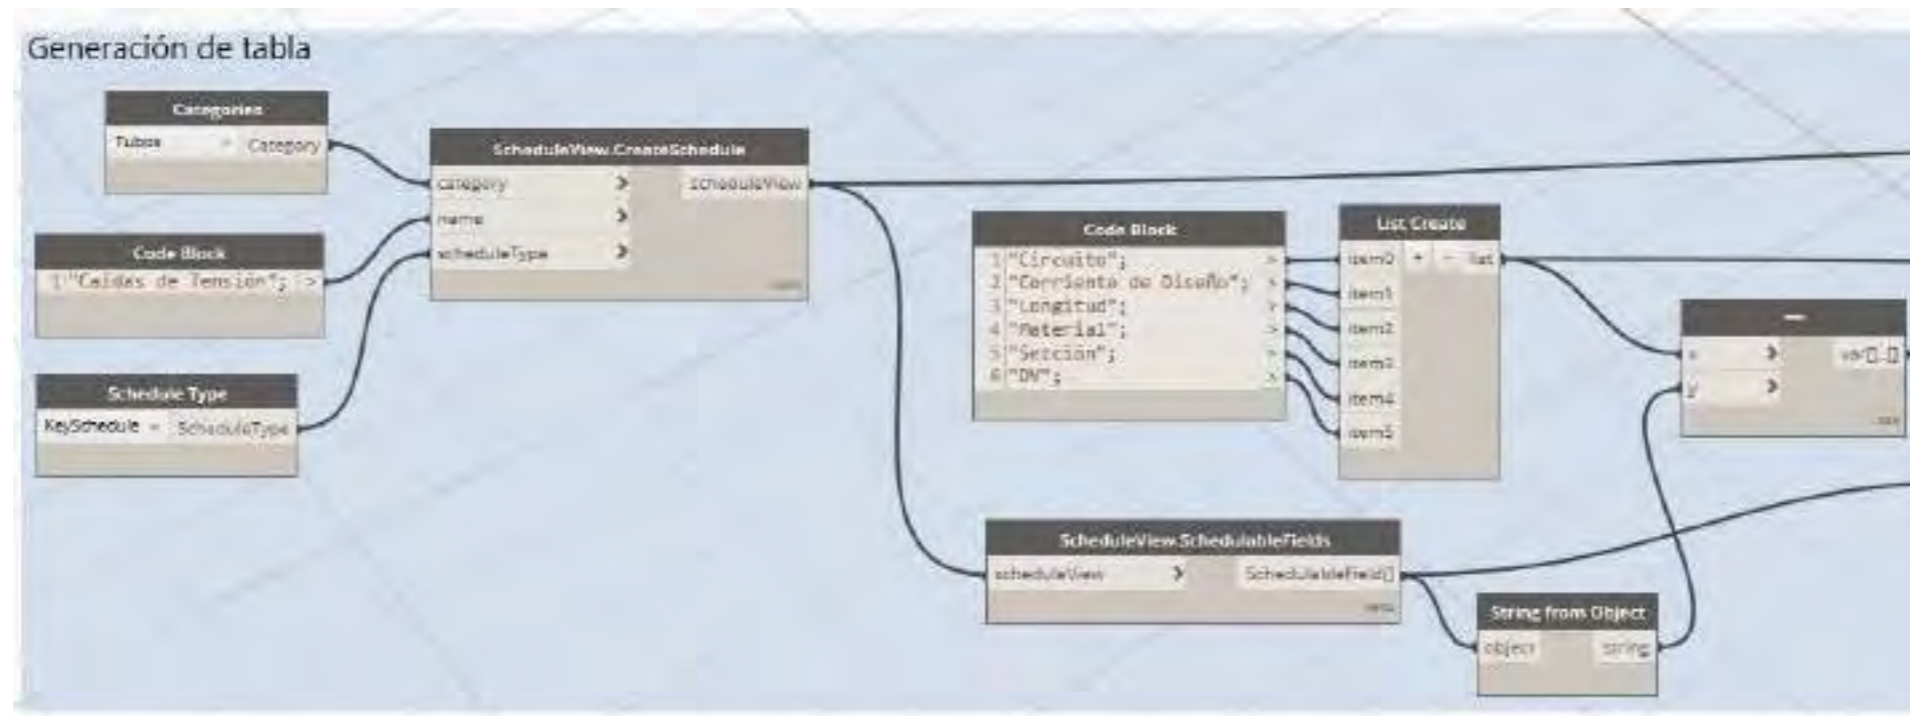 Generación de tabla
Categories
Tubos
Category
ScheduleView.CreateSchedule
category > scheduleView
name >
scheduleType >
Code Block
1 "Caídas de Tensión"; >
Schedule Type
KeySchedule
ScheduleType
Code Block
1 "Circuito"; >
2 "Corriente de Diseño"; >
3 "Longitud"; >
4 "Material"; >
5 "Sección"; >
6 "DV"; >
List Create
item0 + - list
item1
item2
item3
item4
item5
x > var[]..[]
y >
ScheduleView.SchedulableFields
scheduleView > SchedulableField[]
String from Object
object string